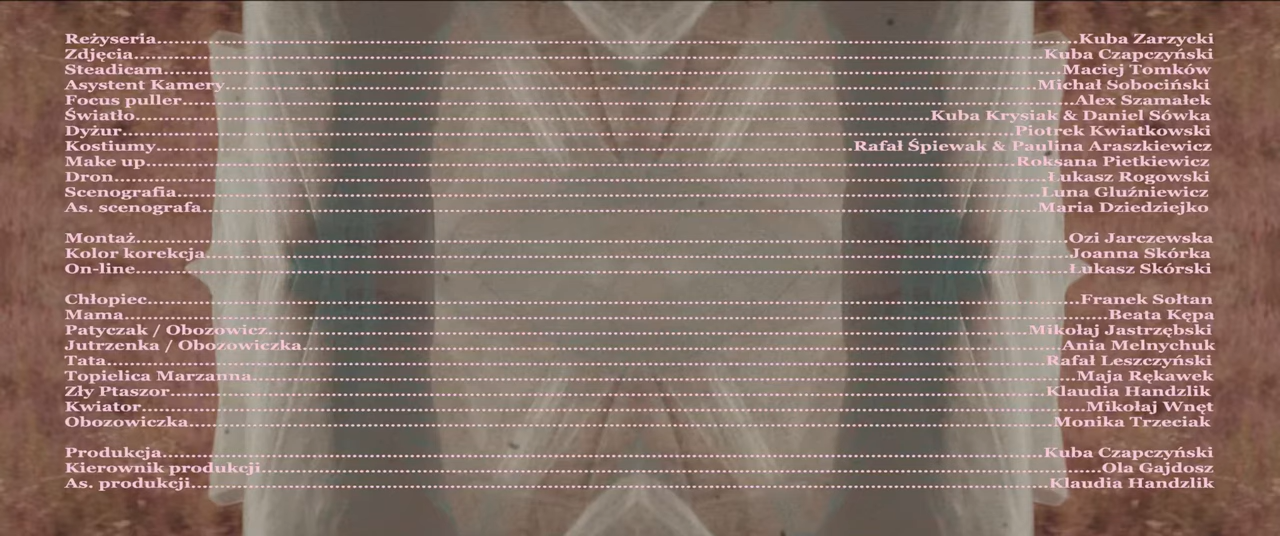 Reżyseria Kuba Zarzycki
Zdjęcia Kuba Czapczyński
Steadicam Maciej Tomków
Asystent Kamery Michał Sobociński
Focus puller Alex Szamałek
Światło Kuba Krysiak & Daniel Sówka
Dyżur Piotrek Kwiatkowski
Kostiumy Rafał Śpiewak & Paulina Araszkiewicz
Make up Roksana Pietkiewicz
Dron Łukasz Rogowski
Scenografia Luna Gluźniewicz
As. scenografa Maria Dziedziejko
Montaż Ozi Jarczewska
Kolor korekcja Joanna Skórka
On-line Łukasz Skórski
Chłopiec Franek Sołtan
Mama Beata Kępa
Patyczak / Obozowicz Mikołaj Jastrzębski
Jutrzenka / Obozowiczka Ania Melnychuk
Tata Rafał Leszczyński
Topielica Marzanna Maja Rękawek
Zły Ptaszor Klaudia Handzlik
Kwiator Mikołaj Wnęt
Obozowiczka Monika Trzeciak
Produkcja Kuba Czapczyński
Kierownik produkcji Ola Gajdosz
As. produkcji Klaudia Handzlik